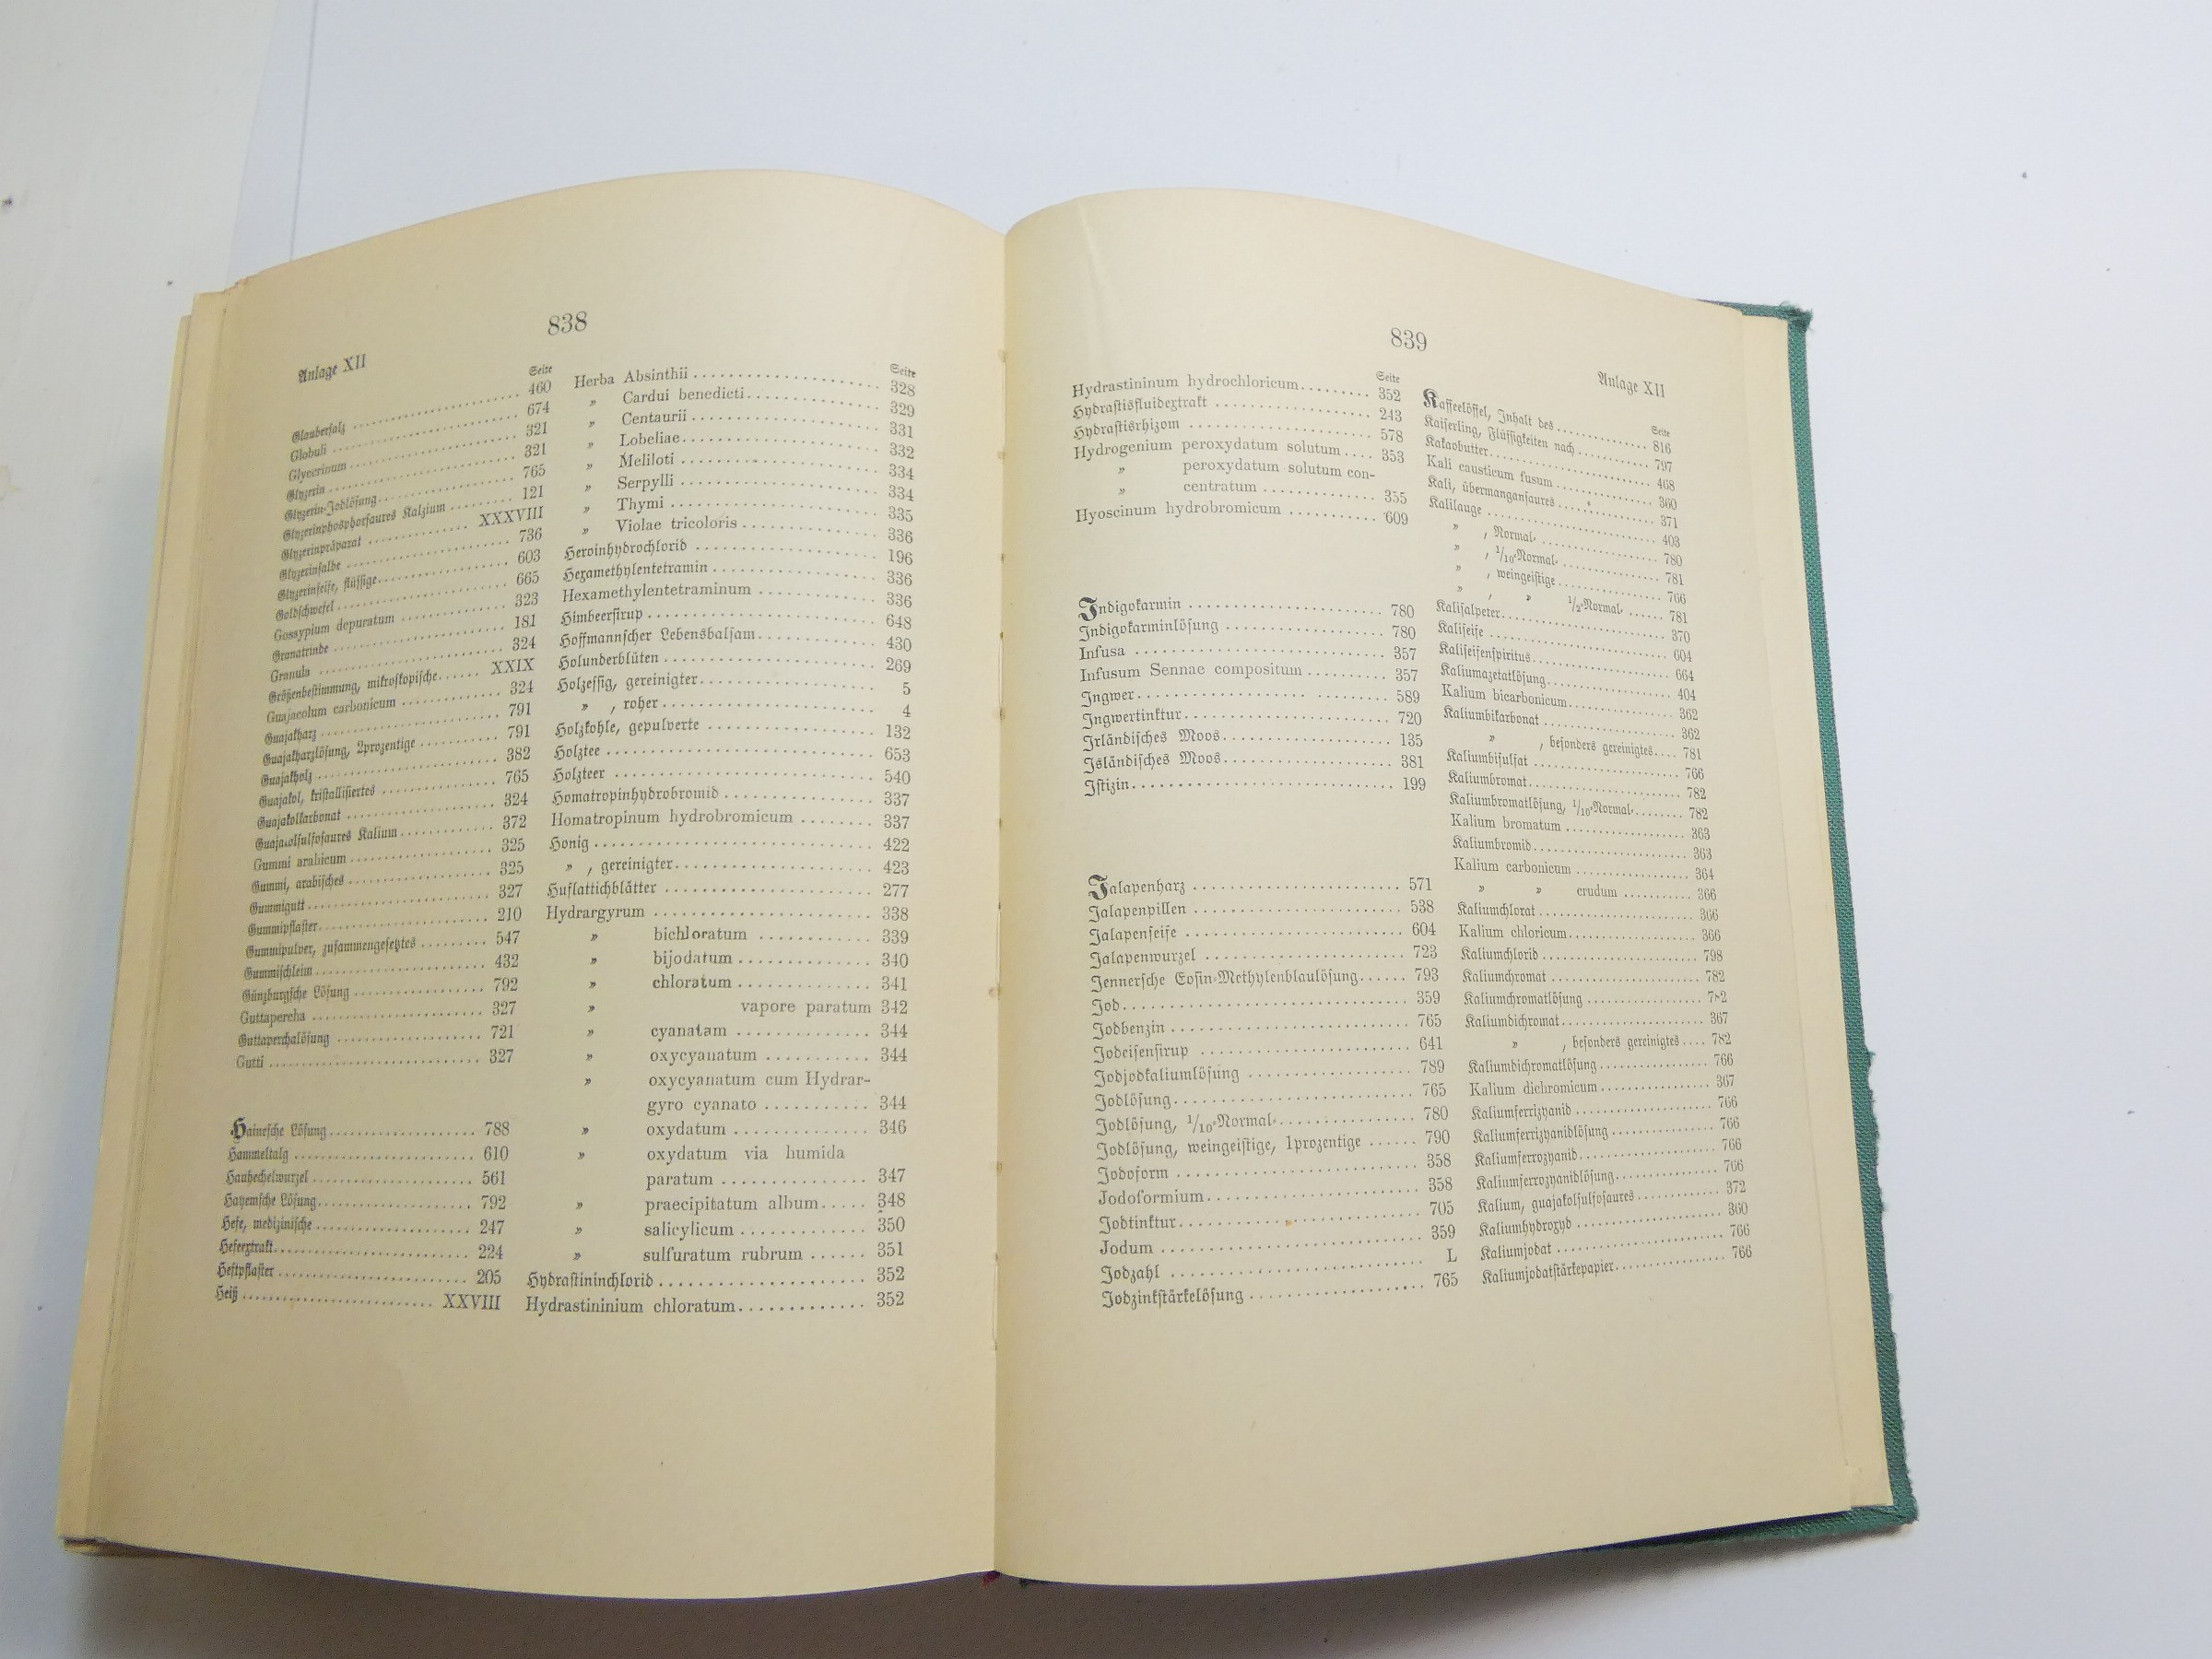 838
Anlage XII
Seite
Glaubersalz ........ 460
Globuli ........ 674
Glycerinum ........ 321
Glyzerin ........ 321
Glyzerin-Jodlösung ........ 765
Glyzerinphosphorsaures Kalzium ........ 121
Glyzerinpräparat ........ XXXVIII
Glyzerinsalbe ........ 736
Glyzerinseife, flüssige ........ 603
Goldschwefel ........ 665
Gossypium depuratum ........ 323
Granatrinde ........ 181
Granula ........ 324
Größenbestimmung, mikroskopische ...... XXIX
Guajacolum carbonicum ........ 324
Guajakharz ........ 791
Guajakharzlösung, 2prozentige ........ 791
Guajakholz ........ 382
Guajakol, kristallisiertes ........ 765
Guajakolkarbonat ........ 324
Guajacolsulfosaures Kalium ........ 372
Gummi arabicum ........ 325
Gummi, arabisches ........ 325
Gummigutt ........ 327
Gummipflaster ........ 210
Gummipulver, zusammengesetztes ........ 547
Gummischleim ........ 432
Günzburgsche Lösung ........ 792
Guttapercha ........ 327
Guttaperchalösung ........ 721
Gutti ........ 327
Hainesche Lösung ........ 788
Hammeltalg ........ 610
Hauhechelwurzel ........ 561
Hayemsche Lösung ........ 792
Hefe, medizinische ........ 247
Hefeextrakt ........ 224
Heftpflaster ........ 205
Heiß ........ XXVIII
Seite
Herba Absinthii ........ 328
" Cardui benedicti ........ 329
" Centaurii ........ 331
" Lobeliae ........ 332
" Meliloti ........ 334
" Serpylli ........ 334
" Thymi ........ 335
" Violae tricoloris ........ 336
Heroinhydrochlorid ........ 196
Hexamethylentetramin ........ 336
Hexamethylentetraminum ........ 336
Himbeersirup ........ 648
Hoffmannscher Lebensbalsam ........ 430
Holunderblüten ........ 269
Holzessig, gereinigter ........ 5
" , roher ........ 4
Holzkohle, gepulverte ........ 132
Holztee ........ 653
Holzteer ........ 540
Homatropinhydrobromid ........ 337
Homatropinum hydrobromicum ........ 337
Honig ........ 422
" , gereinigter ........ 423
Huflattichblätter ........ 277
Hydrargyrum ........ 338
" bichloratum ........ 339
" bijodatum ........ 340
" chloratum ........ 341
" vapore paratum 342
" cyanatum ........ 344
" oxycyanatum ........ 344
" oxycyanatum cum Hydrar-
gyro cyanato ........ 344
" oxydatum ........ 346
" oxydatum via humida
paratum ........ 347
" praecipitatum album ..... 348
" salicylicum ........ 350
" sulfuratum rubrum ...... 351
Hydrastininchlorid ........ 352
Hydrastininium chloratum ........ 352
839
Anlage XII
Seite
Hydrastininum hydrochloricum ........ 352
Hydrastisfluidextrakt ........ 243
Hydrastisrhizom ........ 578
Hydrogenium peroxydatum solutum .... 353
" peroxydatum solutum con-
" centratum ........ 355
Hyoscinum hydrobromicum ........ 609
Indigokarmin ........ 780
Indigokarminlösung ........ 780
Infusa ........ 357
Infusum Sennae compositum ........ 357
Ingwer ........ 589
Ingwertinktur ........ 720
Irländisches Moos ........ 135
Isländisches Moos ........ 381
Istizin ........ 199
Jalapenharz ........ 571
Jalapenpillen ........ 538
Jalapenseife ........ 604
Jalapenwurzel ........ 723
Jennersche Eosin-Methylenblaulösung ...... 793
Jod ........ 359
Jodbenzin ........ 765
Jodeisensirup ........ 641
Jodjodkaliumlösung ........ 789
Jodlösung ........ 765
Jodlösung, 1/10-Normal- ........ 780
Jodlösung, weingeistige, 1prozentige ...... 790
Jodoform ........ 358
Jodoformium ........ 358
Jodtinktur ........ 705
Jodum ........ 359
Jodzahl ........ L
Jodzinkstärkelösung ........ 765
Seite
Kaffeelöffel, Inhalt des ........ 816
Kaiserling, Flüssigkeiten nach ........ 797
Kakaobutter ........ 468
Kali causticum fusum ........ 360
Kali, übermangansaures ........ 371
Kalilauge ........ 403
" , Normal- ........ 780
" , 1/10-Normal- ........ 781
" , weingeistige ........ 766
" , " 1/2-Normal- ...... 781
Kalisalpeter ........ 370
Kaliseife ........ 604
Kaliseifenspiritus ........ 664
Kaliumazetatlösung ........ 404
Kalium bicarbonicum ........ 362
Kaliumbikarbonat ........ 362
" , besonders gereinigtes .... 781
Kaliumbisulfat ........ 766
Kaliumbromat ........ 782
Kaliumbromatlösung, 1/10-Normal- ........ 782
Kalium bromatum ........ 363
Kaliumbromid ........ 363
Kalium carbonicum ........ 364
" " crudum ........ 366
Kaliumchlorat ........ 366
Kalium chloricum ........ 366
Kaliumchlorid ........ 798
Kaliumchromat ........ 782
Kaliumchromatlösung ........ 782
Kaliumdichromat ........ 367
" , besonders gereinigtes .... 782
Kaliumdichromatlösung ........ 766
Kalium dichromicum ........ 367
Kaliumferrizyanid ........ 766
Kaliumferrizyanidlösung ........ 766
Kaliumferrozyanid ........ 766
Kaliumferrozyanidlösung ........ 766
Kalium, guajakolsulfosaures ........ 372
Kaliumhydroxyd ........ 360
Kaliumjodat ........ 766
Kaliumjodatstärkepapier ........ 766